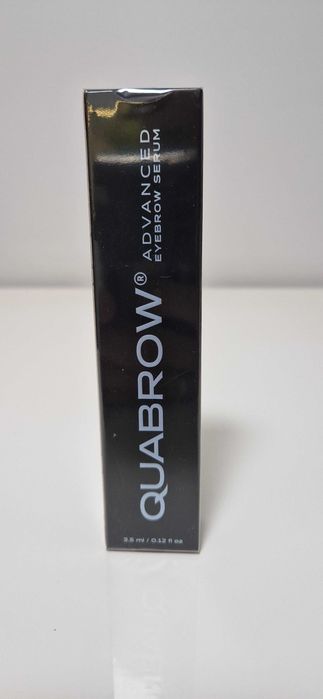 QUABROW®
ADVANCED
EYEBROW SERUM
3.5 ml / 0.12 fl oz